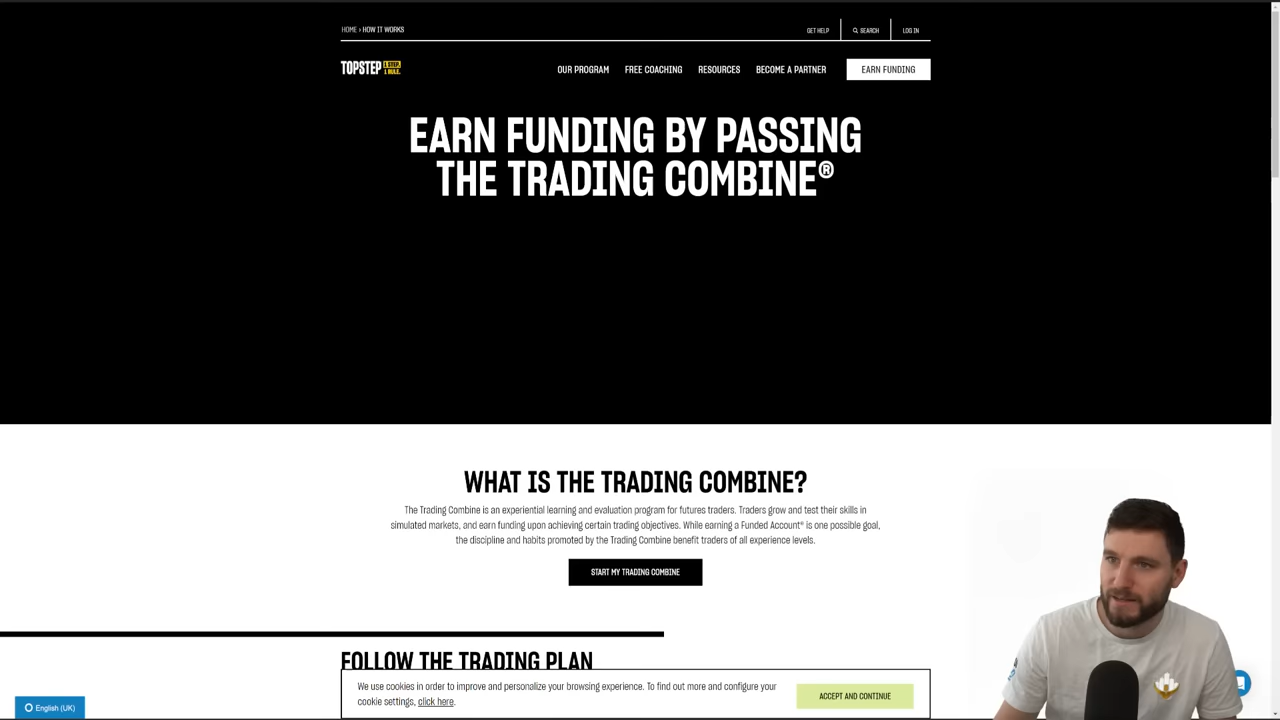 HOME › HOW IT WORKS
GET HELP
SEARCH
LOG IN
TOPSTEP
1 STEP.
1 RULE.
OUR PROGRAM
FREE COACHING
RESOURCES
BECOME A PARTNER
EARN FUNDING
EARN FUNDING BY PASSING
THE TRADING COMBINE®
WHAT IS THE TRADING COMBINE?
The Trading Combine is an experiential learning and evaluation program for futures traders. Traders grow and test their skills in
simulated markets, and earn funding upon achieving certain trading objectives. While earning a Funded Account® is one possible goal,
the discipline and habits promoted by the Trading Combine benefit traders of all experience levels.
START MY TRADING COMBINE
FOLLOW THE TRADING PLAN
We use cookies in order to improve and personalize your browsing experience. To find out more and configure your
cookie settings, click here.
ACCEPT AND CONTINUE
English (UK)